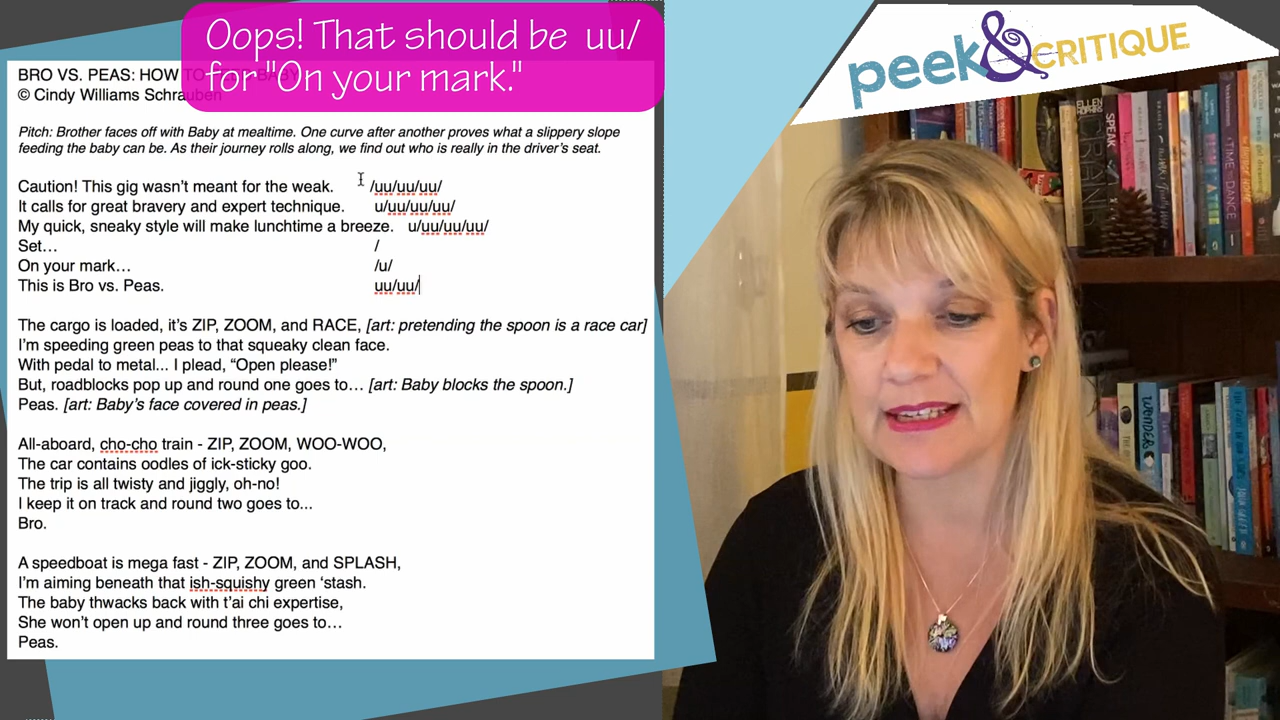 Oops! That should be uu/
for "On your mark."
peek&CRITIQUE
BRO VS. PEAS: HOW
© Cindy Williams Schrauben
Pitch: Brother faces off with Baby at mealtime. One curve after another proves what a slippery slope
feeding the baby can be. As their journey rolls along, we find out who is really in the driver's seat.
Caution! This gig wasn't meant for the weak. /uu/uu/uu/
It calls for great bravery and expert technique. u/uu/uu/uu/
My quick, sneaky style will make lunchtime a breeze. u/uu/uu/uu/
Set… /
On your mark… /u/
This is Bro vs. Peas. uu/uu/
The cargo is loaded, it's ZIP, ZOOM, and RACE, [art: pretending the spoon is a race car]
I'm speeding green peas to that squeaky clean face.
With pedal to metal... I plead, "Open please!"
But, roadblocks pop up and round one goes to… [art: Baby blocks the spoon.]
Peas. [art: Baby's face covered in peas.]
All-aboard, cho-cho train - ZIP, ZOOM, WOO-WOO,
The car contains oodles of ick-sticky goo.
The trip is all twisty and jiggly, oh-no!
I keep it on track and round two goes to...
Bro.
A speedboat is mega fast - ZIP, ZOOM, and SPLASH,
I'm aiming beneath that ish-squishy green 'stash.
The baby thwacks back with t'ai chi expertise,
She won't open up and round three goes to…
Peas.
ELLEN
HOPKINS
SPEAK
WONDER